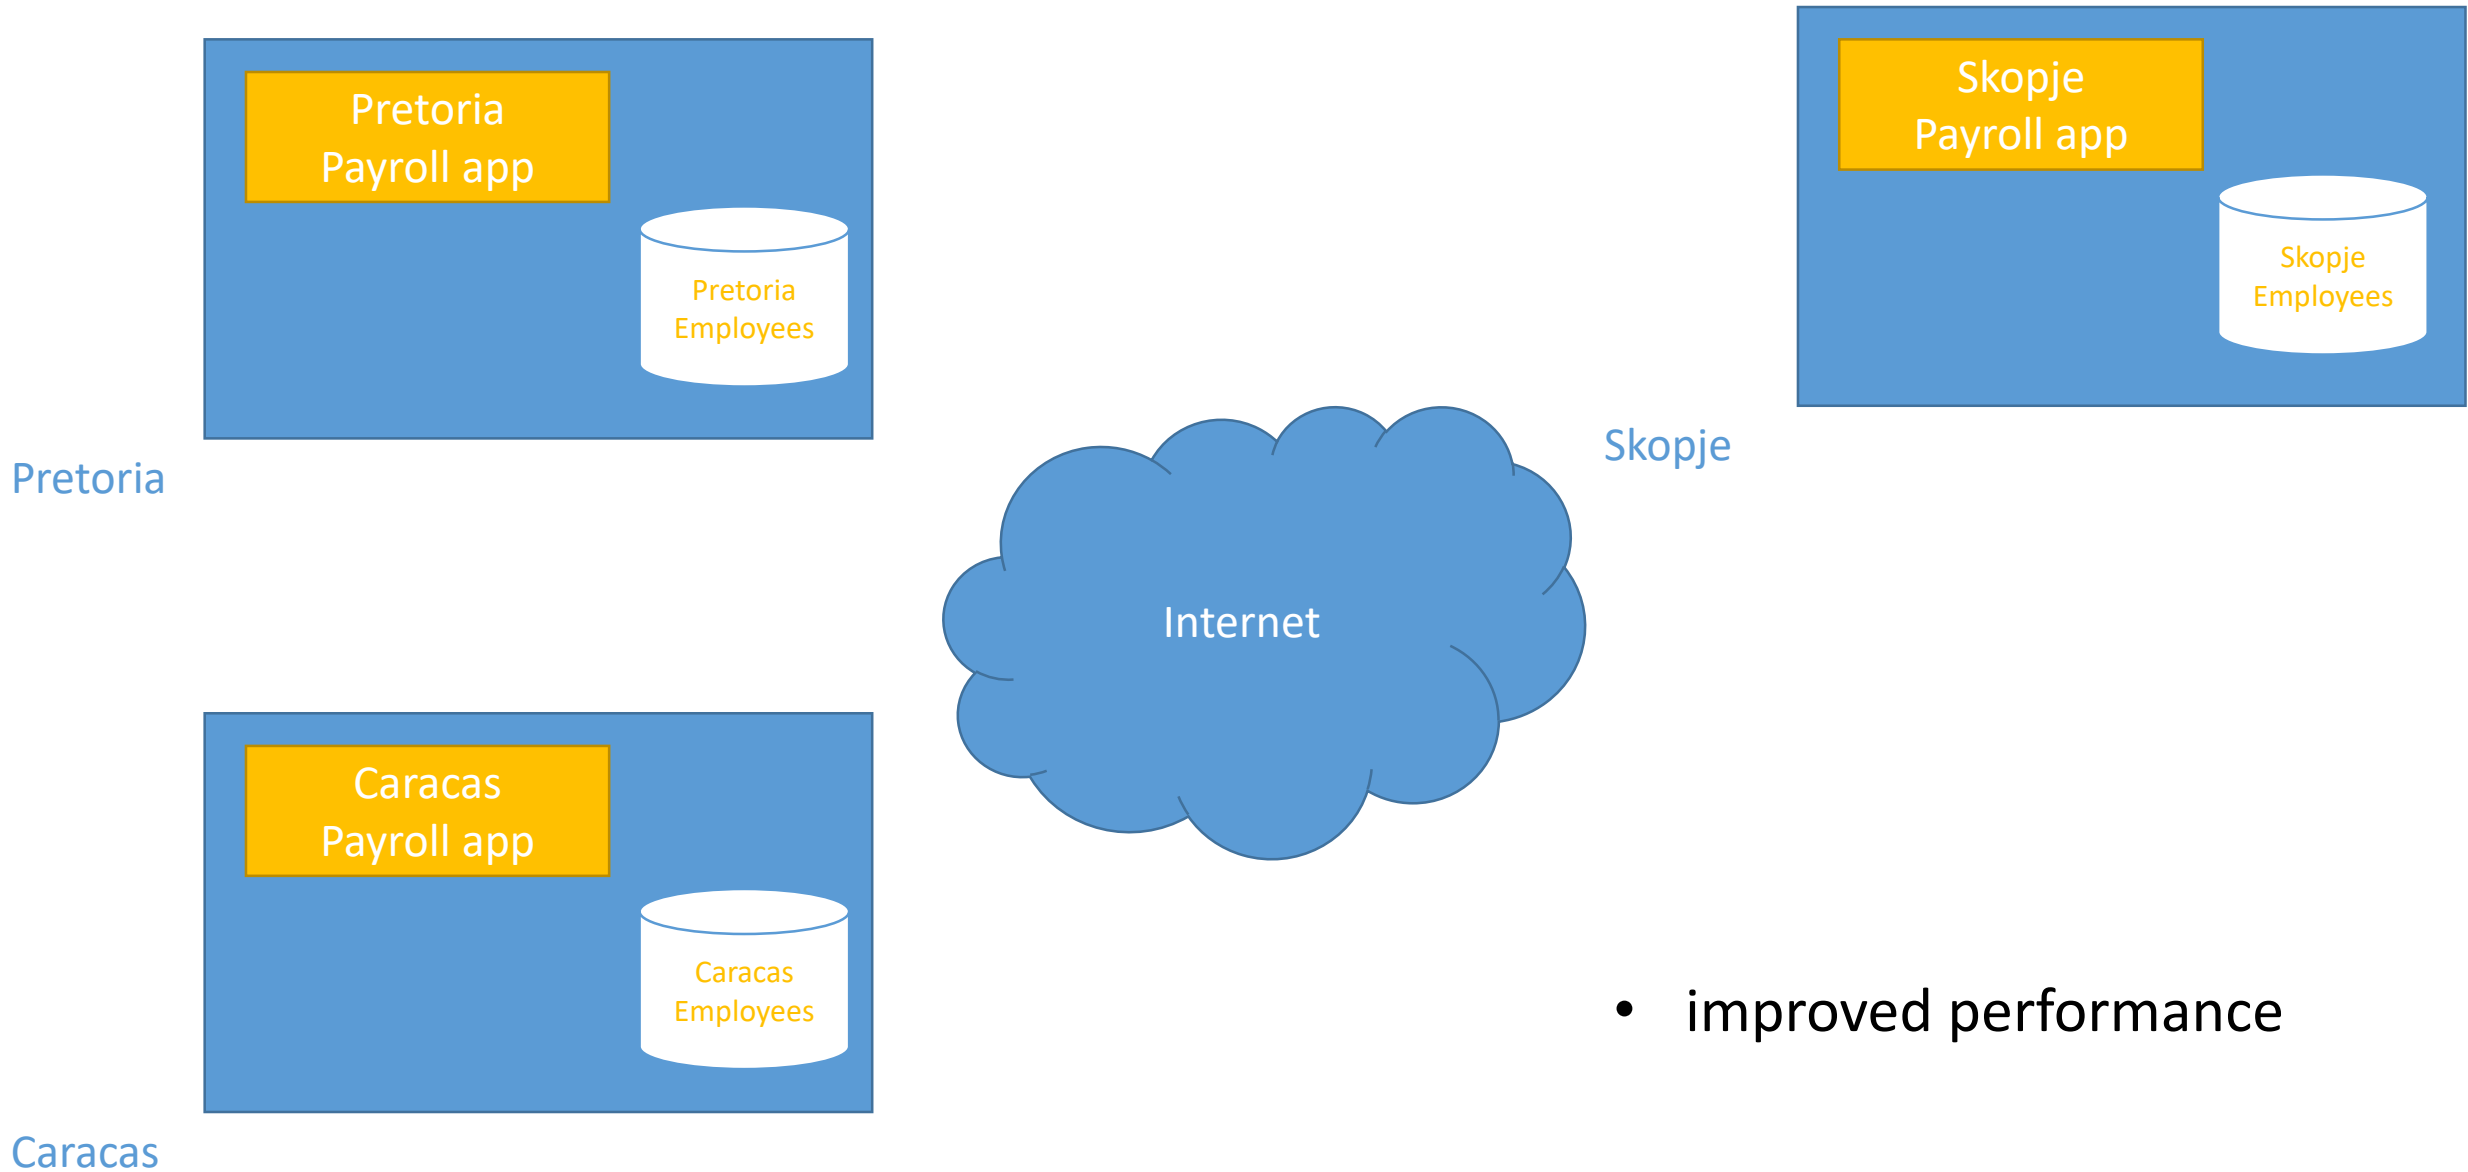 Pretoria
Payroll app
Pretoria
Employees
Pretoria
Skopje
Payroll app
Skopje
Employees
Skopje
Internet
Caracas
Payroll app
Caracas
Employees
Caracas
• improved performance